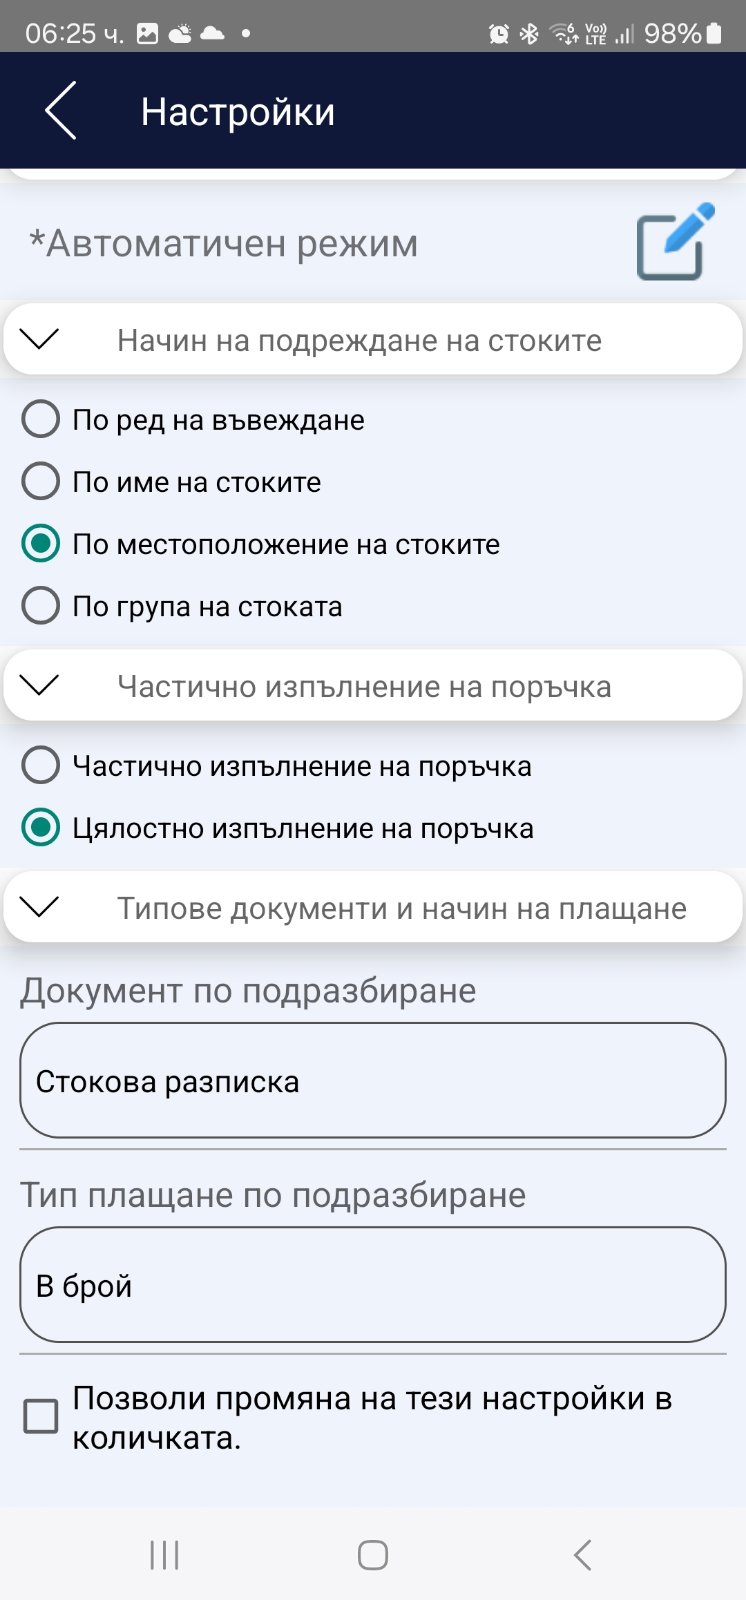 06:25 ч.
Vo)) LTE 98%
Настройки
*Автоматичен режим
Начин на подреждане на стоките
По ред на въвеждане
По име на стоките
По местоположение на стоките
По група на стоката
Частично изпълнение на поръчка
Частично изпълнение на поръчка
Цялостно изпълнение на поръчка
Типове документи и начин на плащане
Документ по подразбиране
Стокова разписка
Тип плащане по подразбиране
В брой
Позволи промяна на тези настройки в
количката.